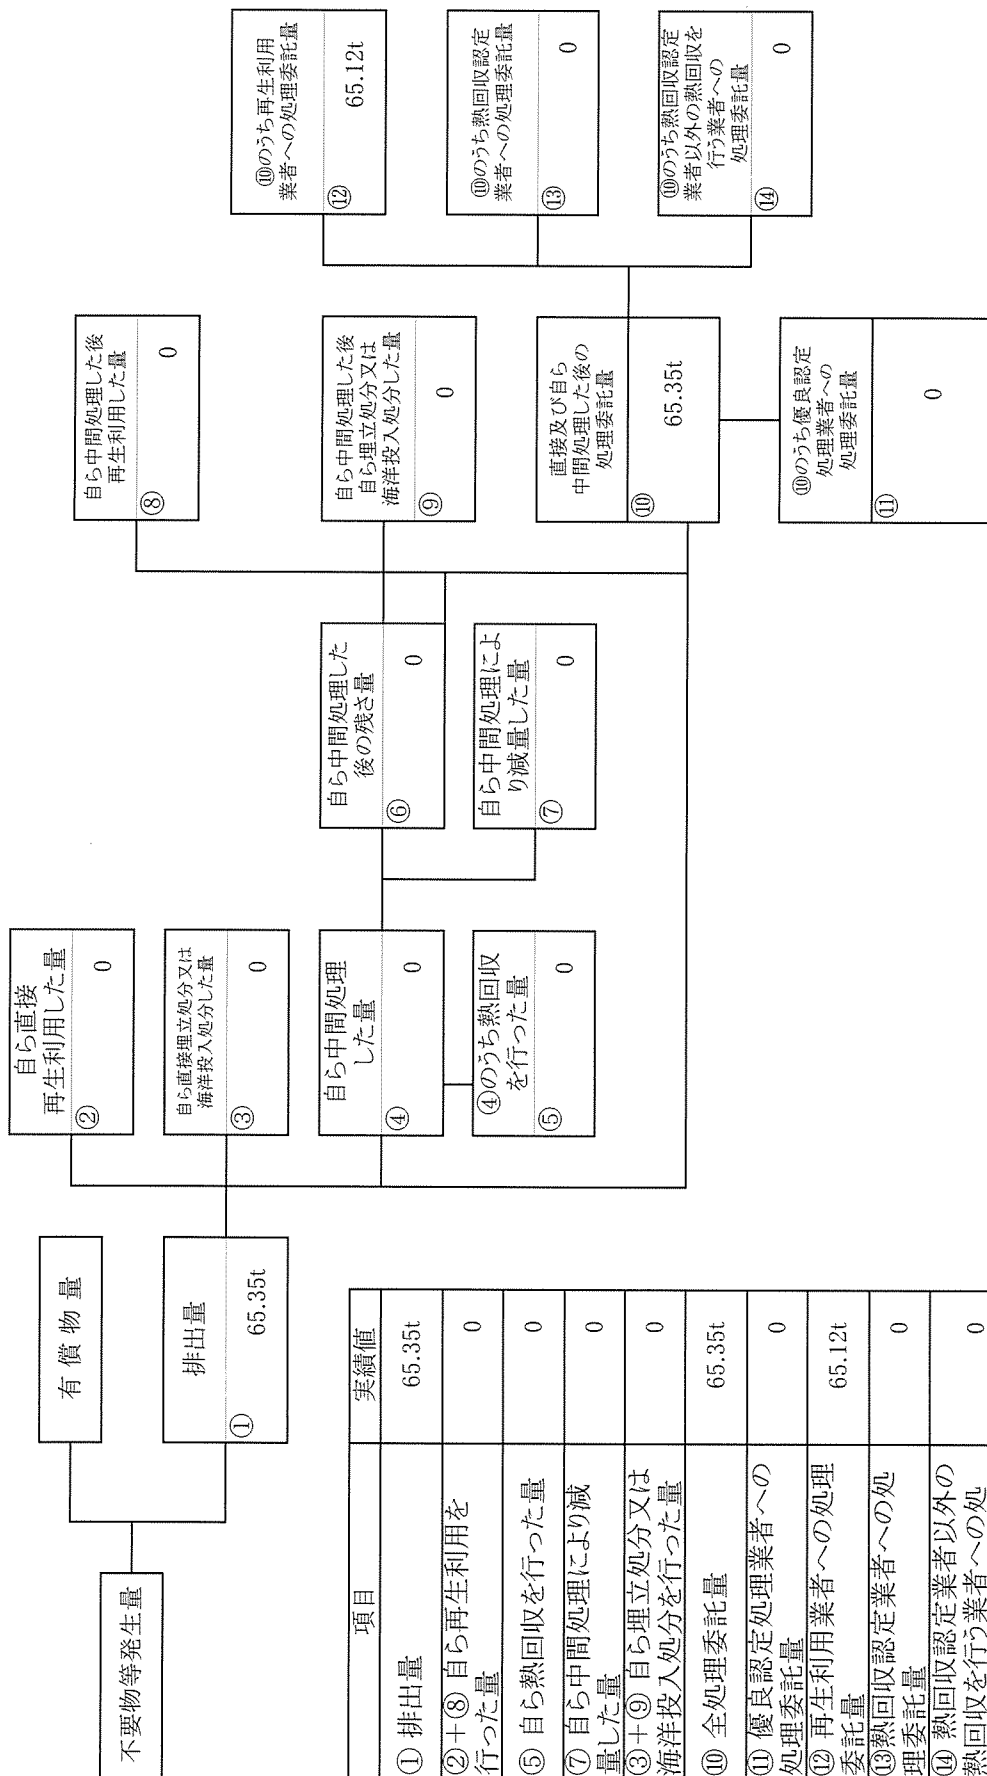 不要物等発生量
有償物量
排出量
①
65.35t
自ら直接
再生利用した量
②
0
自ら直接埋立処分又は
海洋投入処分した量
③
0
自ら中間処理
した量
④
0
④のうち熱回収
を行った量
⑤
0
自ら中間処理した
後の残さ量
⑥
0
自ら中間処理によ
り減量した量
⑦
0
自ら中間処理した後
再生利用した量
⑧
0
自ら中間処理した後
自ら埋立処分又は
海洋投入処分した量
⑨
0
直接及び自ら
中間処理した後の
処理委託量
⑩
65.35t
⑩のうち優良認定
処理業者への
処理委託量
⑪
0
⑩のうち再生利用
業者への処理委託量
⑫
65.12t
⑩のうち熱回収認定
業者への処理委託量
⑬
0
⑩のうち熱回収認定
業者以外の熱回収を
行う業者への
処理委託量
⑭
0
項目 実績値
① 排出量 65.35t
②+⑧ 自ら再生利用を
行った量 0
⑤ 自ら熱回収を行った量 0
⑦ 自ら中間処理により減
量した量 0
③+⑨ 自ら埋立処分又は
海洋投入処分を行った量 0
⑩ 全処理委託量 65.35t
⑪ 優良認定処理業者への
処理委託量 0
⑫ 再生利用業者への処理
委託量 65.12t
⑬熱回収認定業者への処
理委託量 0
⑭ 熱回収認定業者以外の
熱回収を行う業者への処 0